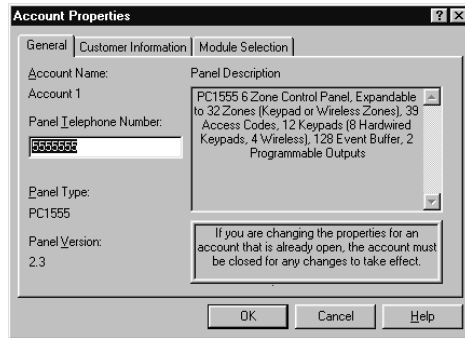 Account Properties
General
Customer Information
Module Selection
Account Name:
Account 1
Panel Telephone Number:
5555555
Panel Type:
PC1555
Panel Version:
2.3
Panel Description
PC1555 6 Zone Control Panel, Expandable
to 32 Zones (Keypad or Wireless Zones), 39
Access Codes, 12 Keypads (8 Hardwired
Keypads, 4 Wireless), 128 Event Buffer, 2
Programmable Outputs
If you are changing the properties for an
account that is already open, the account must
be closed for any changes to take effect.
OK
Cancel
Help